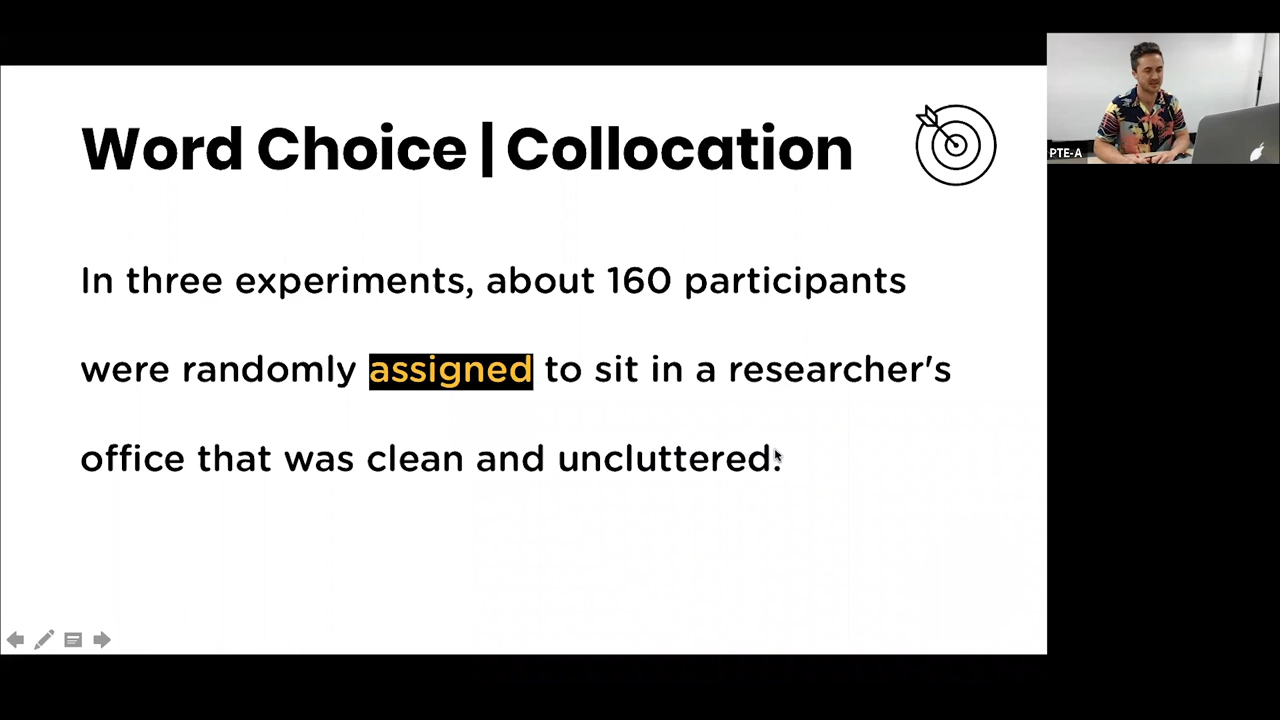 Word Choice | Collocation
In three experiments, about 160 participants
were randomly assigned to sit in a researcher's
office that was clean and uncluttered.
PTE-A